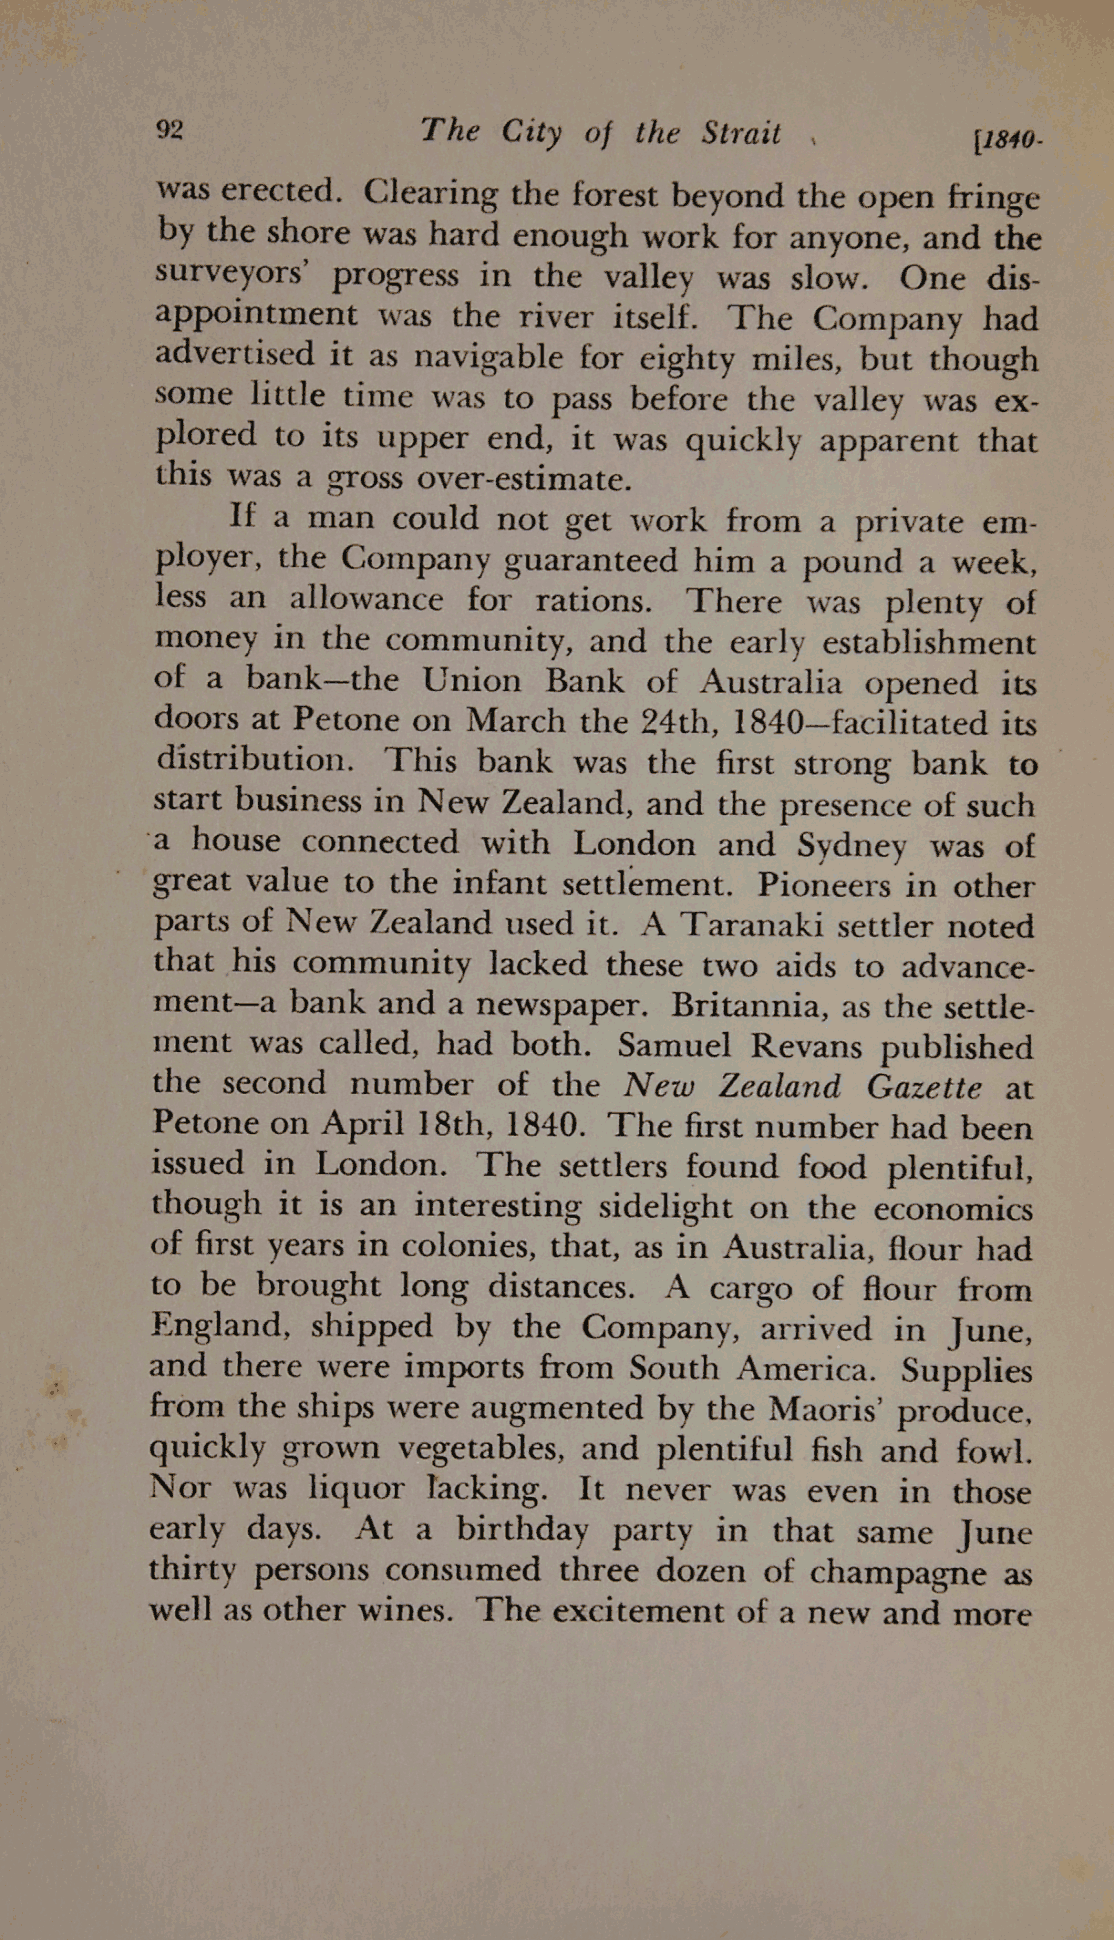 92 The City of the Strait [1840-
was erected. Clearing the forest beyond the open fringe
by the shore was hard enough work for anyone, and the
surveyors' progress in the valley was slow. One dis-
appointment was the river itself. The Company had
advertised it as navigable for eighty miles, but though
some little time was to pass before the valley was ex-
plored to its upper end, it was quickly apparent that
this was a gross over-estimate.
If a man could not get work from a private em-
ployer, the Company guaranteed him a pound a week,
less an allowance for rations. There was plenty of
money in the community, and the early establishment
of a bank—the Union Bank of Australia opened its
doors at Petone on March the 24th, 1840—facilitated its
distribution. This bank was the first strong bank to
start business in New Zealand, and the presence of such
a house connected with London and Sydney was of
great value to the infant settlement. Pioneers in other
parts of New Zealand used it. A Taranaki settler noted
that his community lacked these two aids to advance-
ment—a bank and a newspaper. Britannia, as the settle-
ment was called, had both. Samuel Revans published
the second number of the New Zealand Gazette at
Petone on April 18th, 1840. The first number had been
issued in London. The settlers found food plentiful,
though it is an interesting sidelight on the economics
of first years in colonies, that, as in Australia, flour had
to be brought long distances. A cargo of flour from
England, shipped by the Company, arrived in June,
and there were imports from South America. Supplies
from the ships were augmented by the Maoris' produce,
quickly grown vegetables, and plentiful fish and fowl.
Nor was liquor lacking. It never was even in those
early days. At a birthday party in that same June
thirty persons consumed three dozen of champagne as
well as other wines. The excitement of a new and more